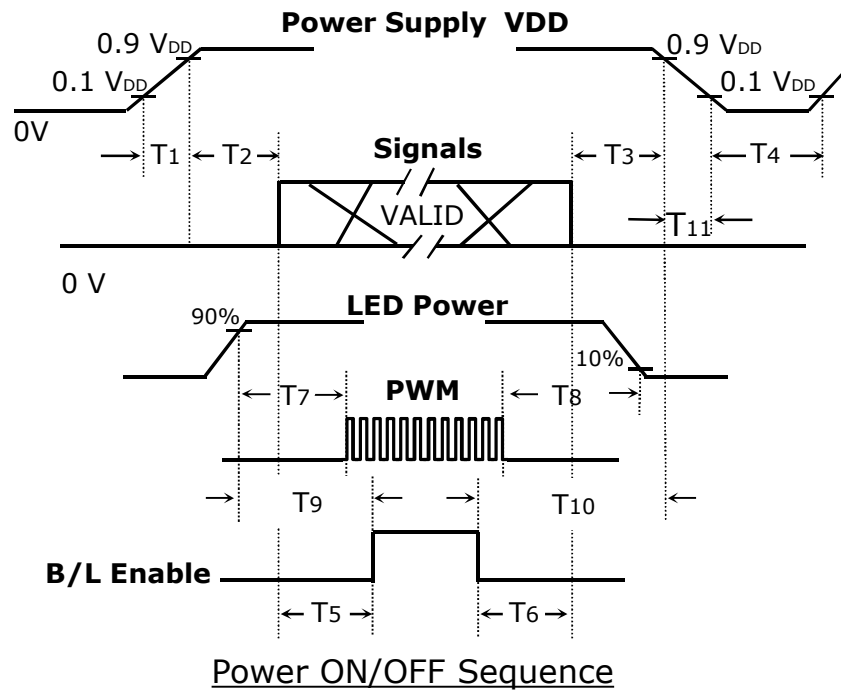 Power Supply VDD
0.9 VDD
0.9 VDD
0.1 VDD
0.1 VDD
0V
T1
T2
Signals
T3
T4
VALID
T11
0 V
LED Power
90%
10%
T7
PWM
T8
T9
T10
B/L Enable
T5
T6
Power ON/OFF Sequence